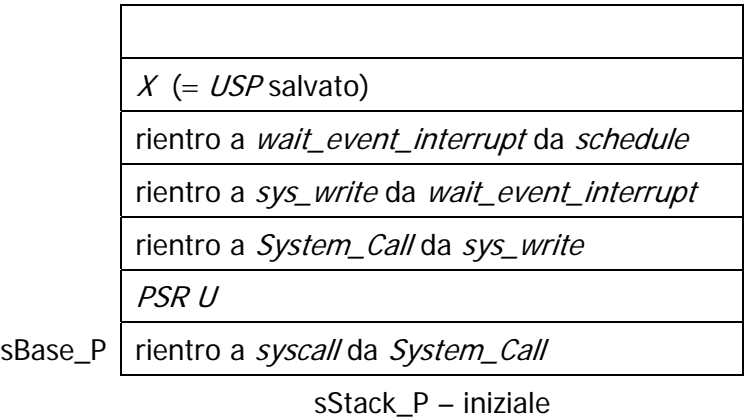 X (= USP salvato)
rientro a wait_event_interrupt da schedule
rientro a sys_write da wait_event_interrupt
rientro a System_Call da sys_write
PSR U
sBase_P rientro a syscall da System_Call
sStack_P – iniziale